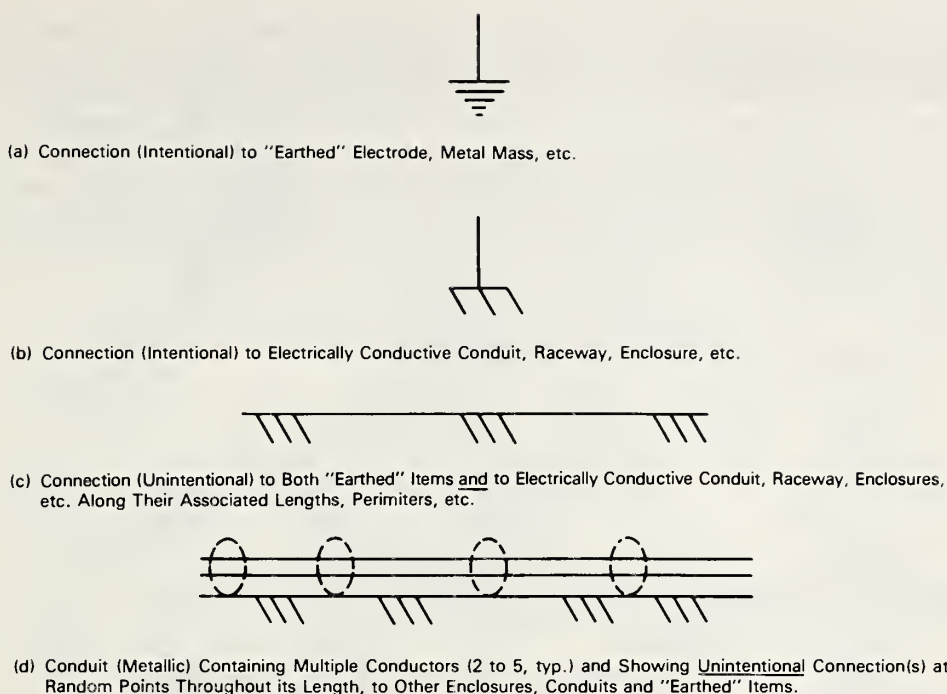 (a) Connection (Intentional) to "Earthed" Electrode, Metal Mass, etc.
(b) Connection (Intentional) to Electrically Conductive Conduit, Raceway, Enclosure, etc.
(c) Connection (Unintentional) to Both "Earthed" Items and to Electrically Conductive Conduit, Raceway, Enclosures,
etc. Along Their Associated Lengths, Perimiters, etc.
(d) Conduit (Metallic) Containing Multiple Conductors (2 to 5, typ.) and Showing Unintentional Connection(s) at
Random Points Throughout its Length, to Other Enclosures, Conduits and "Earthed" Items.